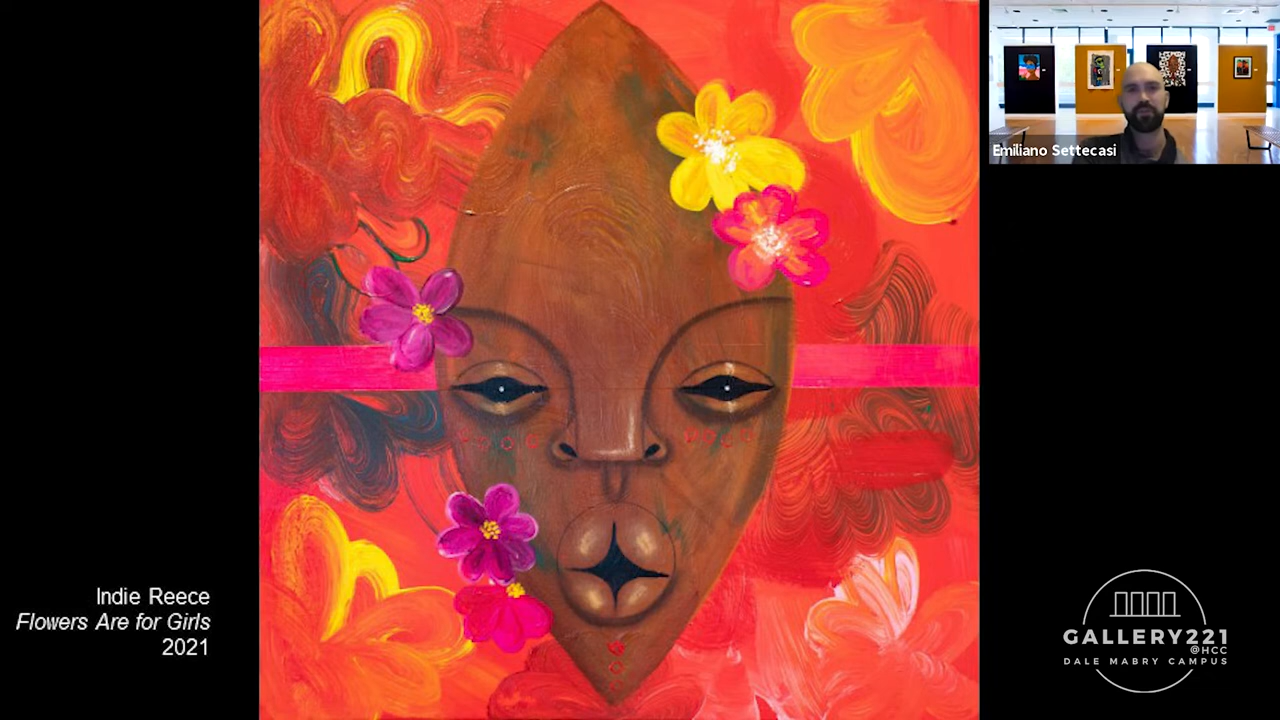 Emiliano Settecasi
Indie Reece
Flowers Are for Girls
2021
GALLERY221
@HCC
DALE MABRY CAMPUS